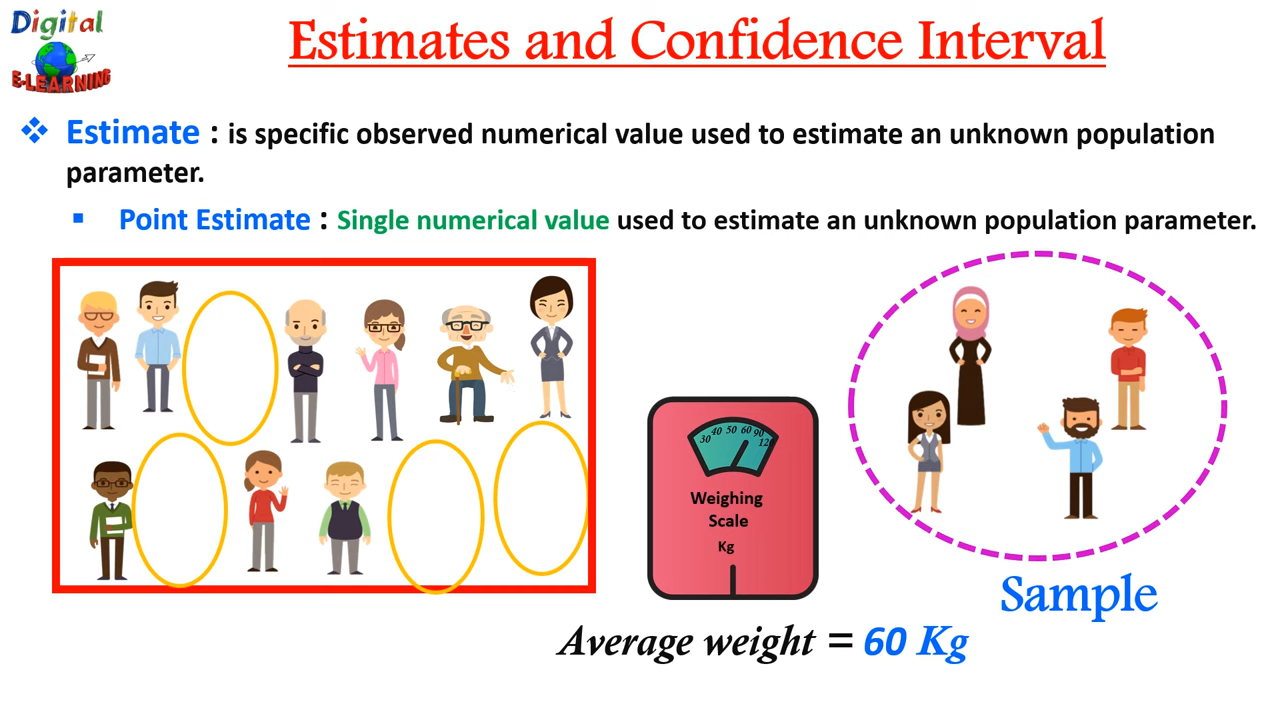 Digital
E-LEARNING
Estimates and Confidence Interval
❖ Estimate : is specific observed numerical value used to estimate an unknown population
parameter.
▪ Point Estimate : Single numerical value used to estimate an unknown population parameter.
30 40 50 60 90 120
Weighing
Scale
Kg
Sample
Average weight = 60 Kg